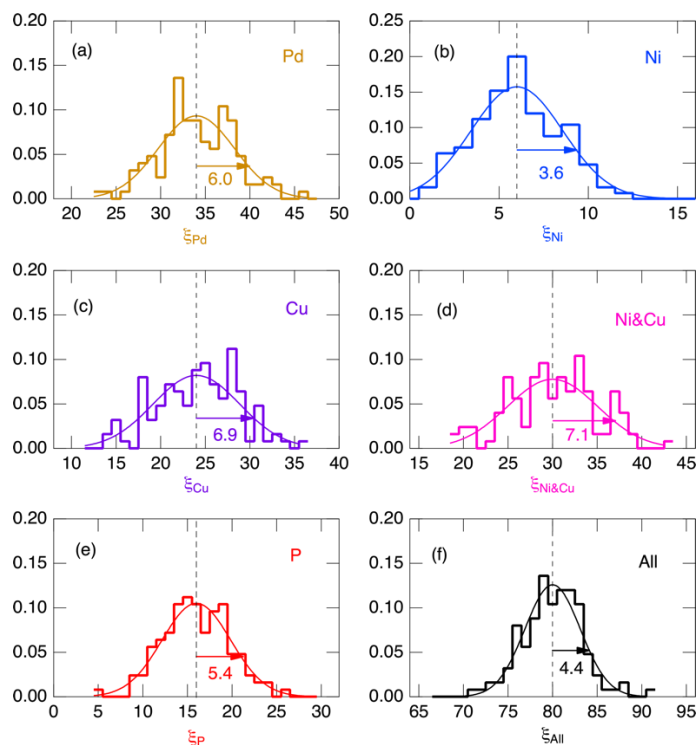 (a) Pd
0.20
0.15
0.10
0.05
0.00
6.0
20 25 30 35 40 45 50
ξPd
(b) Ni
0.25
0.20
0.15
0.10
0.05
0.00
3.6
0 5 10 15
ξNi
(c) Cu
0.20
0.15
0.10
0.05
0.00
6.9
10 15 20 25 30 35 40
ξCu
(d) Ni&Cu
0.20
0.15
0.10
0.05
0.00
7.1
15 20 25 30 35 40 45
ξNi&Cu
(e) P
0.20
0.15
0.10
0.05
0.00
5.4
0 5 10 15 20 25 30
ξP
(f) All
0.20
0.15
0.10
0.05
0.00
4.4
65 70 75 80 85 90 95
ξAll